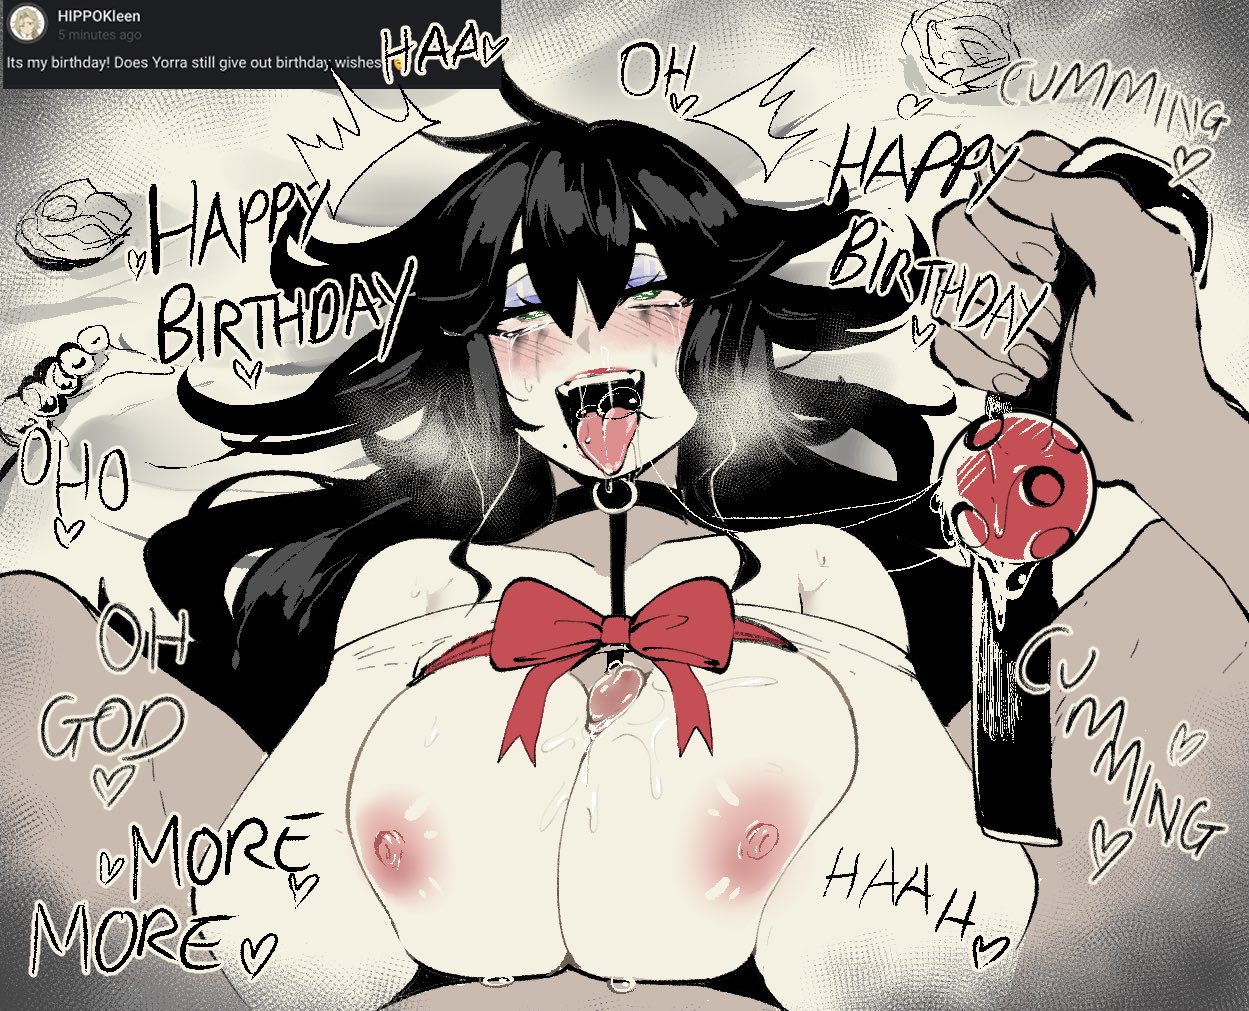 HIPPOKleen
5 minutes ago
Its my birthday! Does Yorra still give out birthday wishes
HAA♡
OH
♡
CUMMING
♡
HAPPY
BIRTHDAY
♡
HAPPY
BIRTHDAY
♡
OHO
♡
OH
GOD
♡
CUMMING
♡
♡MORE
MORE♡
HAAH
♡